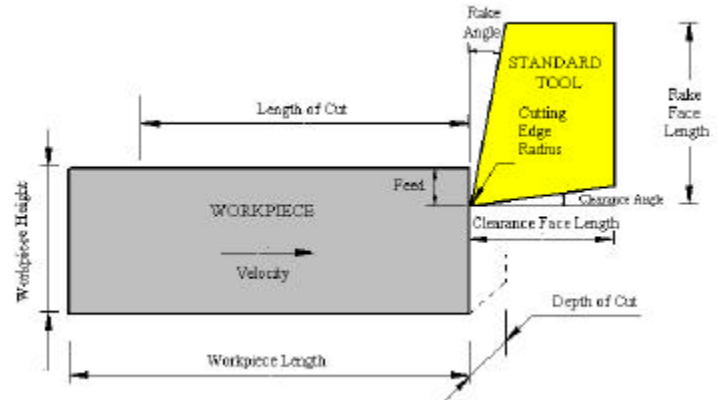 Rake
Angle
STANDARD
TOOL
Rake
Face
Length
Length of Cut
Cutting
Edge
Radius
Feed
Clearance Angle
WORKPIECE
Clearance Face Length
Workpiece Height
Velocity
Depth of Cut
Workpiece Length